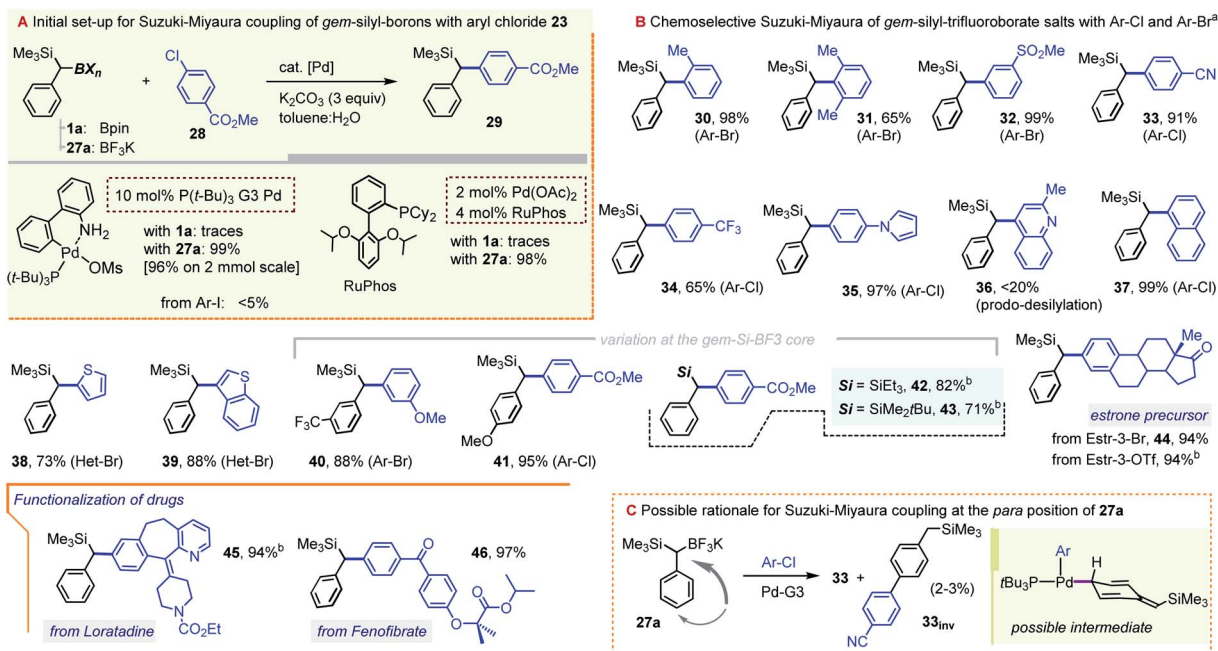 A Initial set-up for Suzuki-Miyaura coupling of gem-silyl-borons with aryl chloride 23
Me3Si
BXn
1a: Bpin
27a: BF3K
+
Cl
CO2Me
28
cat. [Pd]
K2CO3 (3 equiv)
toluene:H2O
Me3Si
CO2Me
29
10 mol% P(t-Bu)3 G3 Pd
NH2
Pd
(t-Bu)3P
OMs
with 1a: traces
with 27a: 99%
[96% on 2 mmol scale]
from Ar-I: <5%
PCy2
O
O
RuPhos
2 mol% Pd(OAc)2
4 mol% RuPhos
with 1a: traces
with 27a: 98%
B Chemoselective Suzuki-Miyaura of gem-silyl-trifluoroborate salts with Ar-Cl and Ar-Bra
Me3Si
Me
30, 98%
(Ar-Br)
Me3Si
Me
Me
31, 65%
(Ar-Br)
Me3Si
SO2Me
32, 99%
(Ar-Br)
Me3Si
CN
33, 91%
(Ar-Cl)
Me3Si
CF3
34, 65% (Ar-Cl)
Me3Si
N
35, 97% (Ar-Cl)
Me3Si
Me
N
36, <20%
(prodo-desilylation)
Me3Si
37, 99% (Ar-Cl)
Me3Si
S
38, 73% (Het-Br)
Me3Si
S
39, 88% (Het-Br)
variation at the gem-Si-BF3 core
Me3Si
F3C
OMe
40, 88% (Ar-Br)
Me3Si
CO2Me
MeO
41, 95% (Ar-Cl)
Si
CO2Me
Si = SiEt3, 42, 82%b
Si = SiMe2tBu, 43, 71%b
Me3Si
Me
O
estrone precursor
from Estr-3-Br, 44, 94%
from Estr-3-OTf, 94%b
Functionalization of drugs
Me3Si
N
N
CO2Et
45, 94%b
from Loratadine
Me3Si
O
O
O
O
46, 97%
from Fenofibrate
C Possible rationale for Suzuki-Miyaura coupling at the para position of 27a
Me3Si
BF3K
27a
Ar-Cl
Pd-G3
33 +
SiMe3
NC
(2-3%)
33inv
Ar
H
tBu3P
Pd
SiMe3
possible intermediate